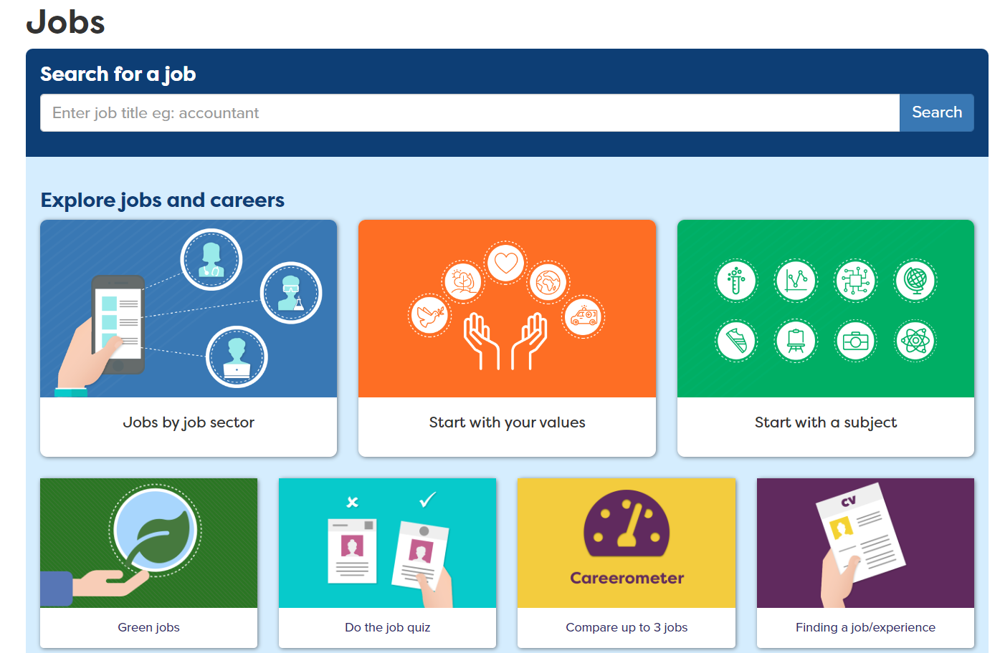 Jobs
Search for a job
Enter job title eg: accountant
Search
Explore jobs and careers
Jobs by job sector
Start with your values
Start with a subject
Careerometer
CV
Green jobs
Do the job quiz
Compare up to 3 jobs
Finding a job/experience